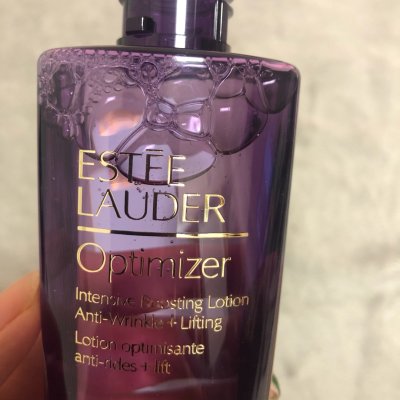 ESTĒE
LAUDER
Optimizer
Intensive Boosting Lotion
Anti-Wrinkle + Lifting
Lotion optimisante
anti-rides + lift